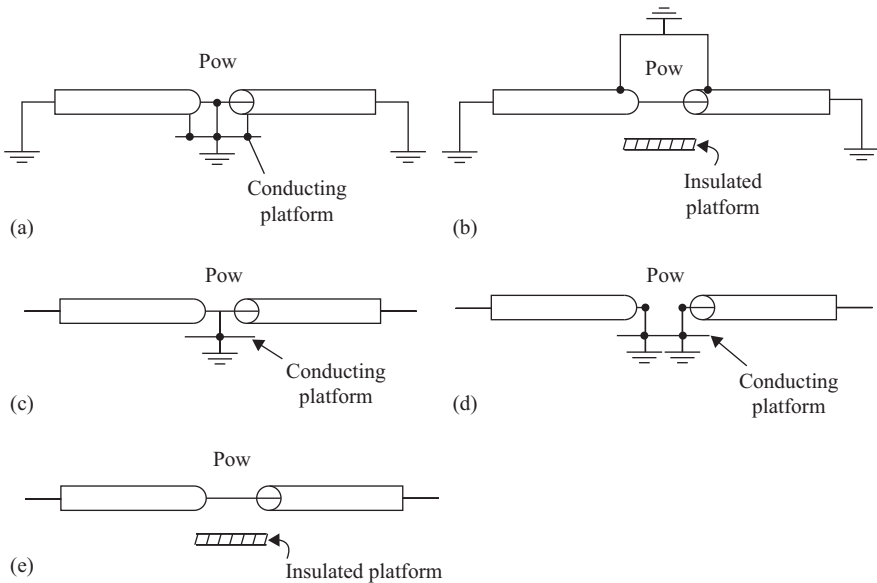 Pow
Conducting
platform
(a)
Pow
Insulated
platform
(b)
Pow
Conducting
platform
(c)
Pow
Conducting
platform
(d)
Pow
Insulated platform
(e)